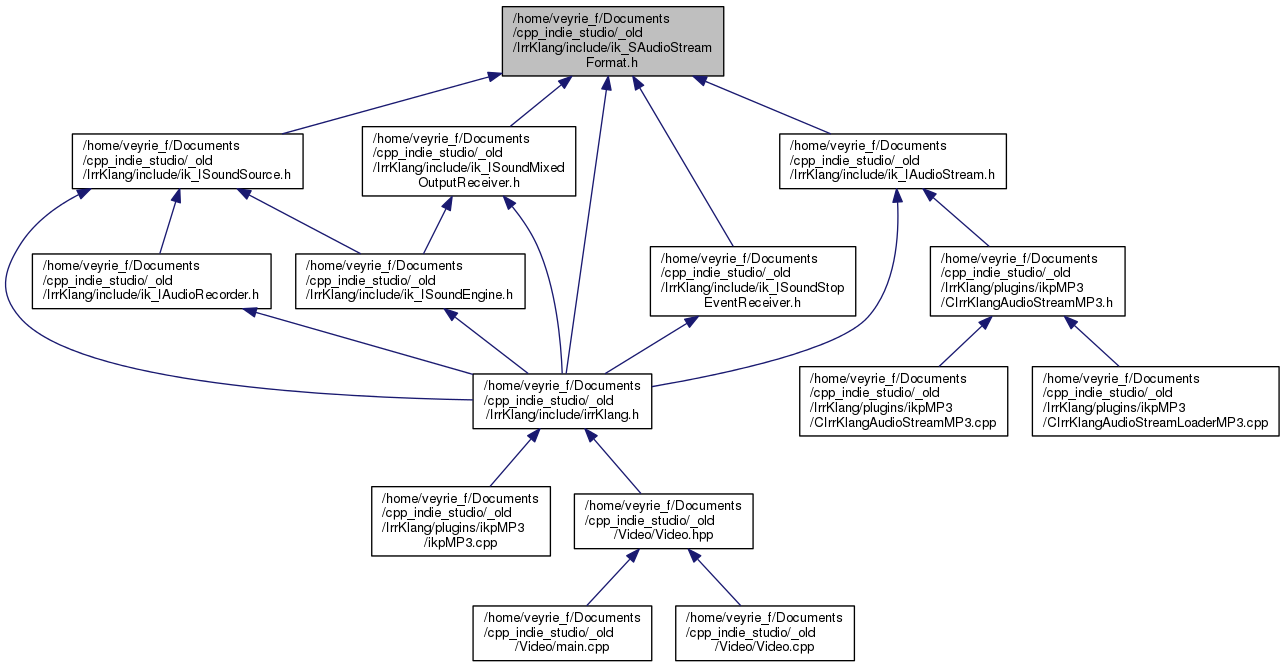 /home/veyrie_f/Documents
/cpp_indie_studio/_old
/IrrKlang/include/ik_SAudioStream
Format.h
/home/veyrie_f/Documents
/cpp_indie_studio/_old
/IrrKlang/include/ik_ISoundSource.h
/home/veyrie_f/Documents
/cpp_indie_studio/_old
/IrrKlang/include/ik_ISoundMixed
OutputReceiver.h
/home/veyrie_f/Documents
/cpp_indie_studio/_old
/IrrKlang/include/ik_IAudioStream.h
/home/veyrie_f/Documents
/cpp_indie_studio/_old
/IrrKlang/include/ik_IAudioRecorder.h
/home/veyrie_f/Documents
/cpp_indie_studio/_old
/IrrKlang/include/ik_ISoundEngine.h
/home/veyrie_f/Documents
/cpp_indie_studio/_old
/IrrKlang/include/ik_ISoundStop
EventReceiver.h
/home/veyrie_f/Documents
/cpp_indie_studio/_old
/IrrKlang/plugins/ikpMP3
/CIrrKlangAudioStreamMP3.h
/home/veyrie_f/Documents
/cpp_indie_studio/_old
/IrrKlang/include/irrKlang.h
/home/veyrie_f/Documents
/cpp_indie_studio/_old
/IrrKlang/plugins/ikpMP3
/CIrrKlangAudioStreamMP3.cpp
/home/veyrie_f/Documents
/cpp_indie_studio/_old
/IrrKlang/plugins/ikpMP3
/CIrrKlangAudioStreamLoaderMP3.cpp
/home/veyrie_f/Documents
/cpp_indie_studio/_old
/IrrKlang/plugins/ikpMP3
/ikpMP3.cpp
/home/veyrie_f/Documents
/cpp_indie_studio/_old
/Video/Video.hpp
/home/veyrie_f/Documents
/cpp_indie_studio/_old
/Video/main.cpp
/home/veyrie_f/Documents
/cpp_indie_studio/_old
/Video/Video.cpp